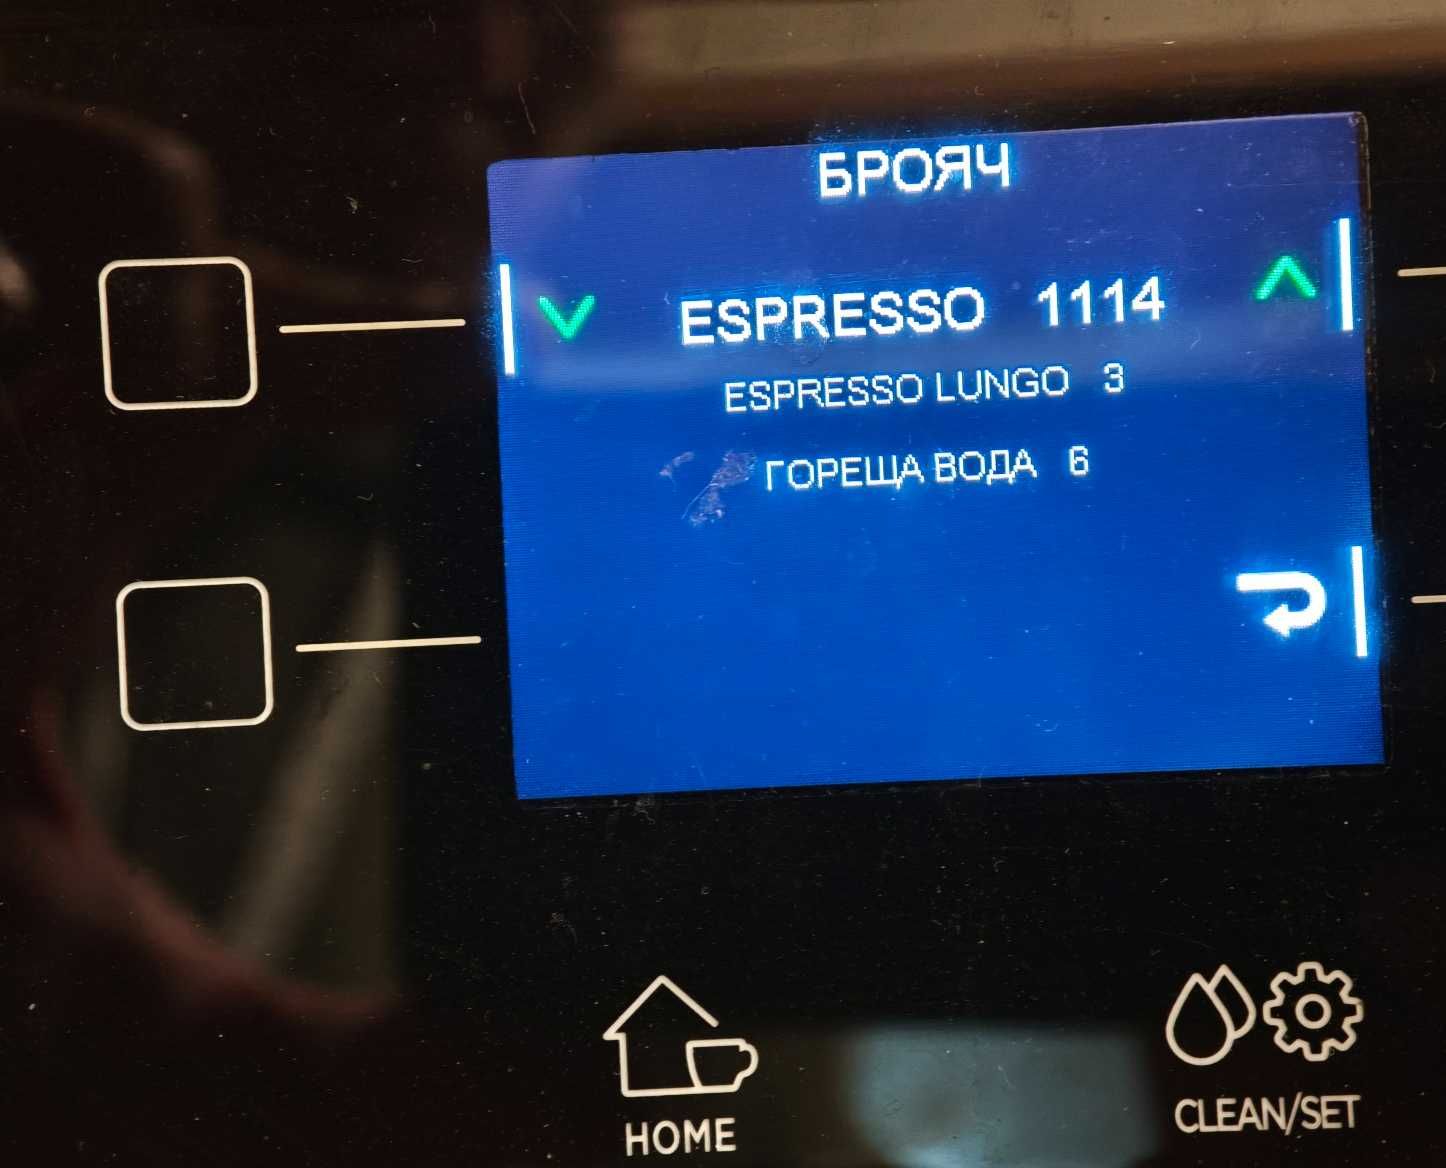 БРОЯЧ
ESPRESSO 1114
ESPRESSO LUNGO 3
ГОРЕЩА ВОДА 6
HOME
CLEAN/SET